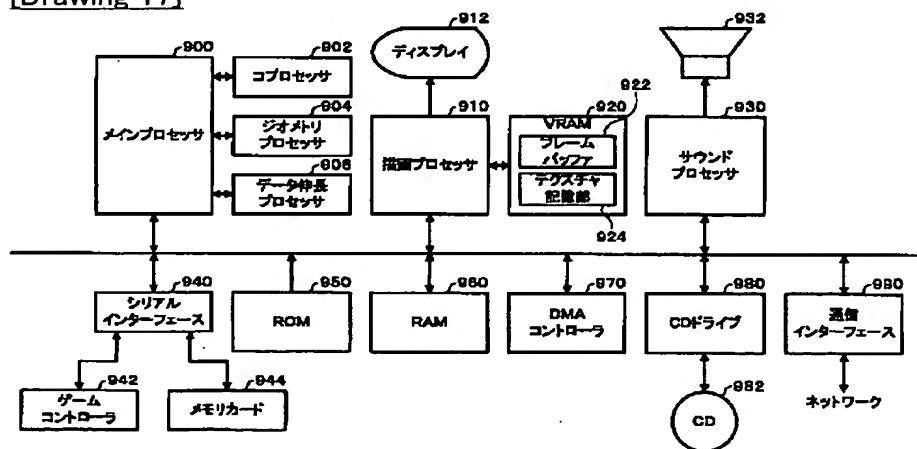 [Drawing 17]
900
メインプロセッサ
902
コプロセッサ
904
ジオメトリ
プロセッサ
906
データ伸長
プロセッサ
912
ディスプレイ
910
描画プロセッサ
920
VRAM
922
フレーム
バッファ
テクスチャ
記憶部
924
932
930
サウンド
プロセッサ
940
シリアル
インターフェース
942
ゲーム
コントローラ
944
メモリカード
950
ROM
960
RAM
970
DMA
コントローラ
980
CDドライブ
982
CD
990
通信
インターフェース
ネットワーク